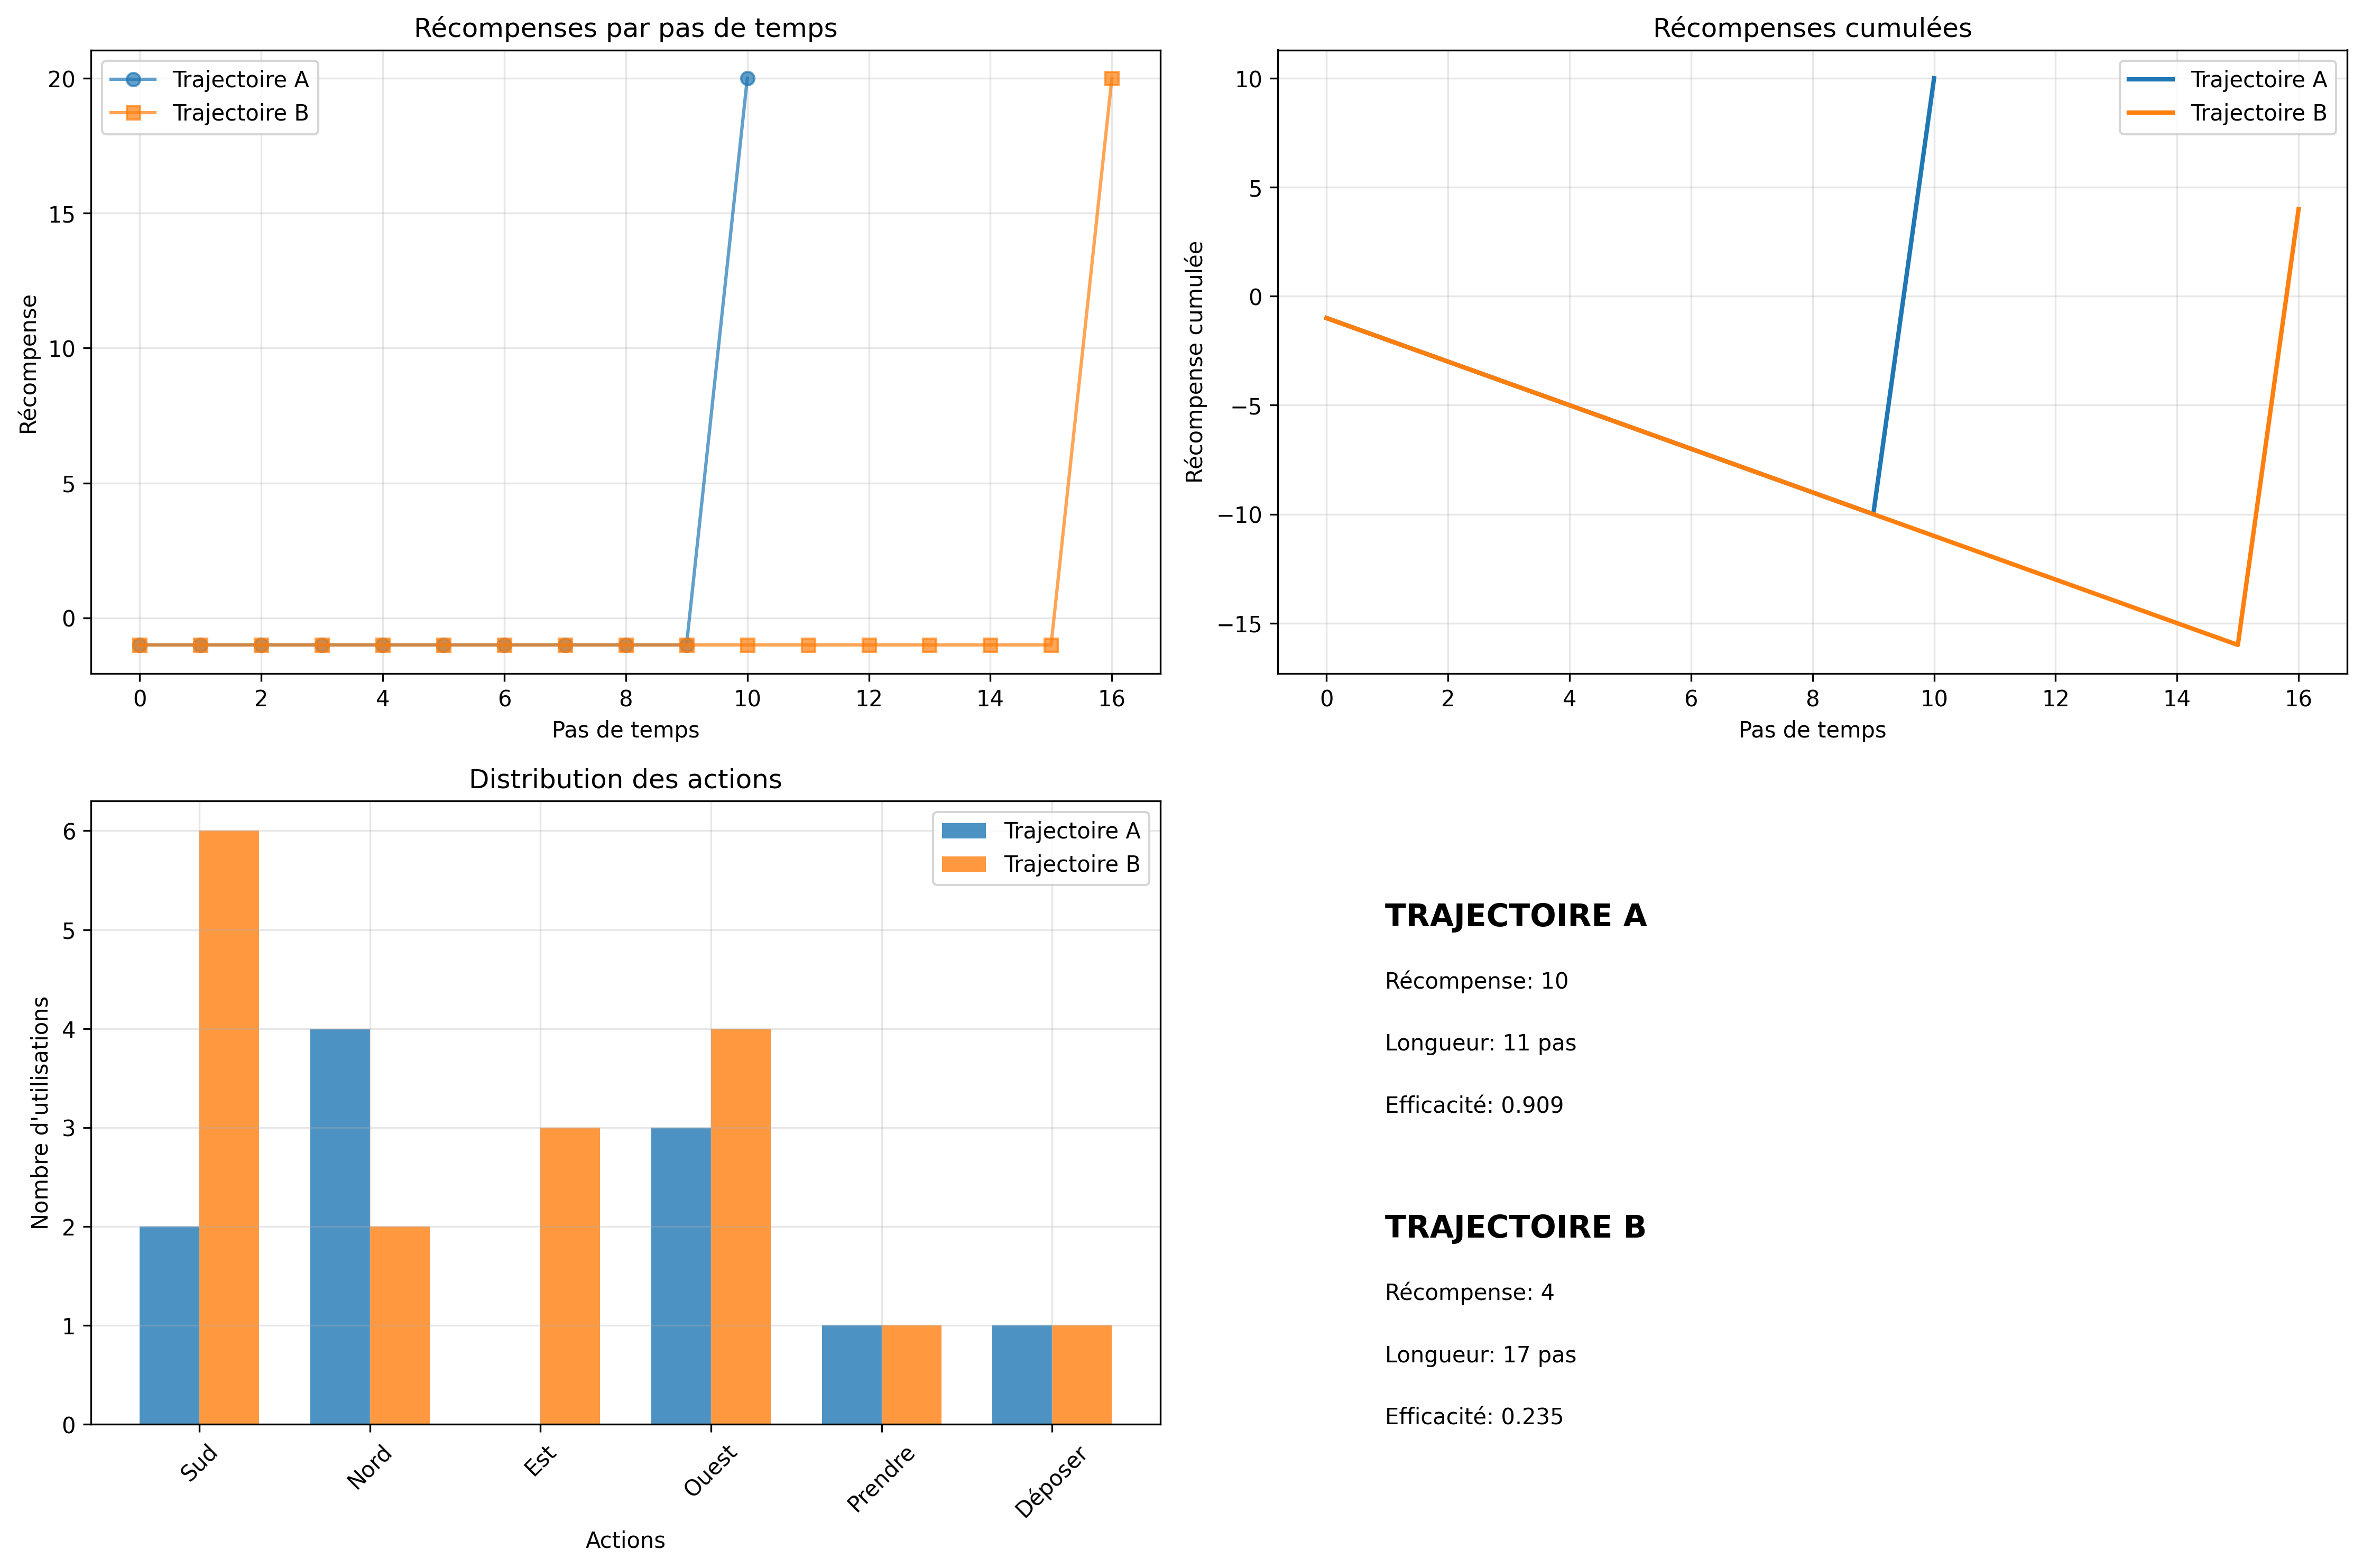 Récompenses par pas de temps
Trajectoire A
Trajectoire B
20
15
10
5
0
Récompense
0 2 4 6 8 10 12 14 16
Pas de temps
Récompenses cumulées
Trajectoire A
Trajectoire B
10
5
0
−5
−10
−15
Récompense cumulée
0 2 4 6 8 10 12 14 16
Pas de temps
Distribution des actions
Trajectoire A
Trajectoire B
6
5
4
3
2
1
0
Nombre d'utilisations
Sud Nord Est Ouest Prendre Déposer
Actions
TRAJECTOIRE A
Récompense: 10
Longueur: 11 pas
Efficacité: 0.909
TRAJECTOIRE B
Récompense: 4
Longueur: 17 pas
Efficacité: 0.235